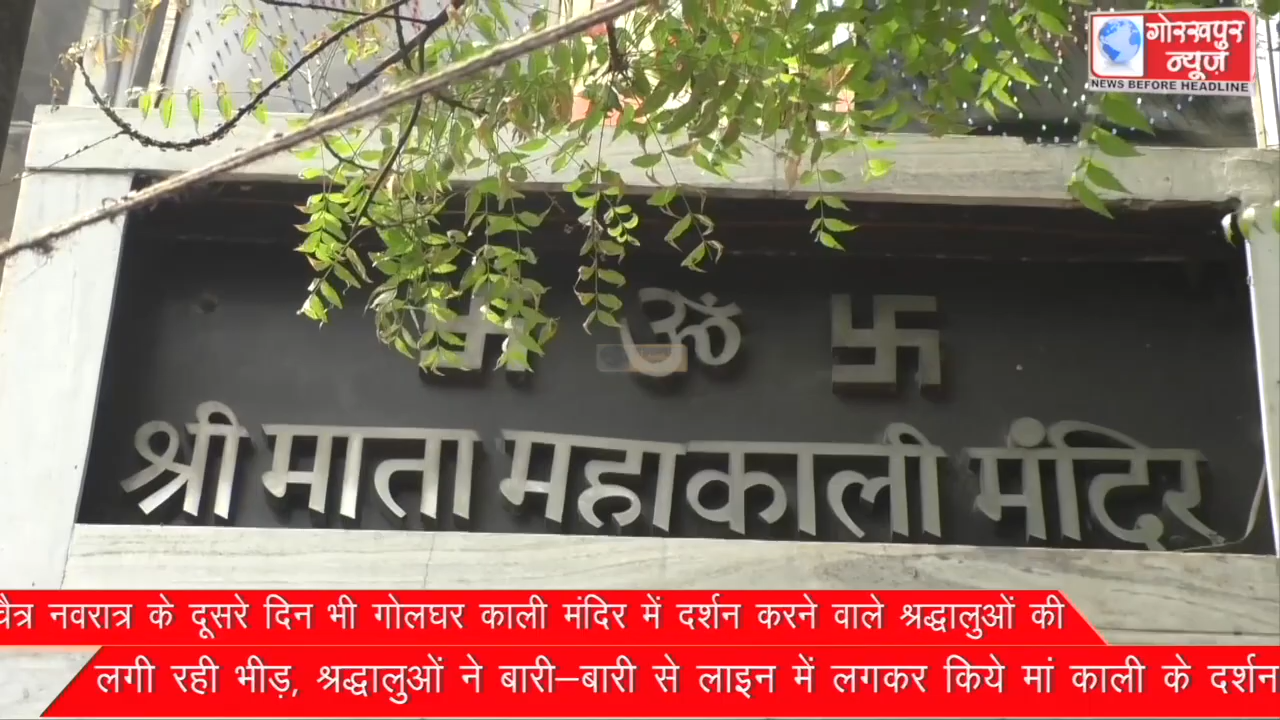 गोरखपुर
न्यूज़
NEWS BEFORE HEADLINE
ॐ
श्री माता महाकाली मंदिर
चैत्र नवरात्र के दूसरे दिन भी गोलघर काली मंदिर में दर्शन करने वाले श्रद्धालुओं की
लगी रही भीड़, श्रद्धालुओं ने बारी–बारी से लाइन में लगकर किये मां काली के दर्शन